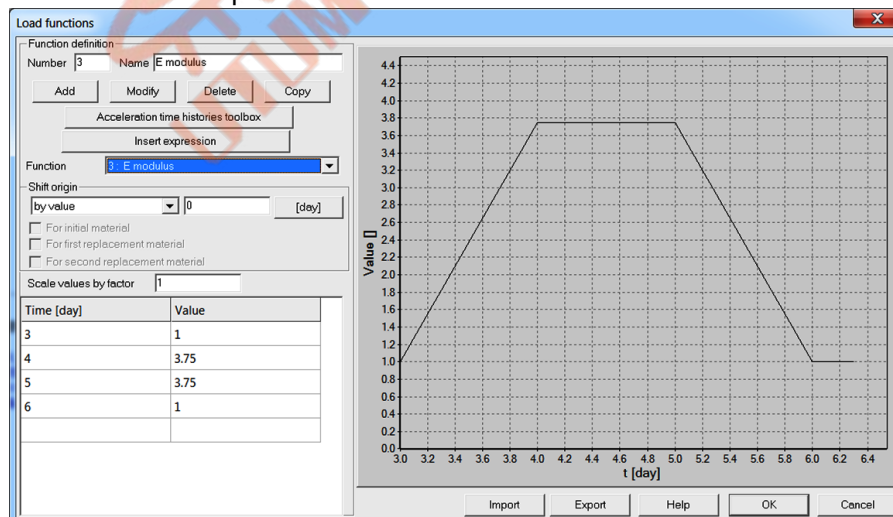 Load functions
Function definition
Number 3 Name E modulus
Add Modify Delete Copy
Acceleration time histories toolbox
Insert expression
Function 3 : E modulus
Shift origin
by value 0 [day]
For initial material
For first replacement material
For second replacement material
Scale values by factor 1
Time [day] Value
3 1
4 3.75
5 3.75
6 1
4.4
4.2
4.0
3.8
3.6
3.4
3.2
3.0
2.8
2.6
2.4
2.2
2.0
1.8
1.6
1.4
1.2
1.0
0.8
0.6
0.4
0.2
0.0
Value []
3.0 3.2 3.4 3.6 3.8 4.0 4.2 4.4 4.6 4.8 5.0 5.2 5.4 5.6 5.8 6.0 6.2 6.4
t [day]
Import Export Help OK Cancel